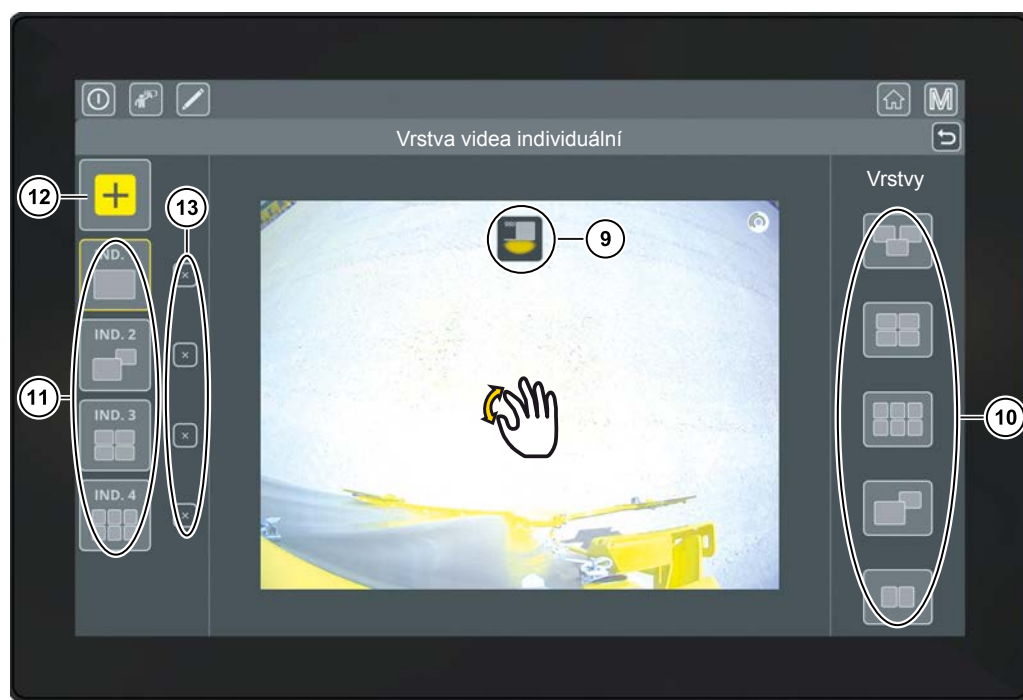 M
Vrstva videa individuální
Vrstvy
12
13
9
IND.
IND. 2
11
IND. 3
10
IND. 4